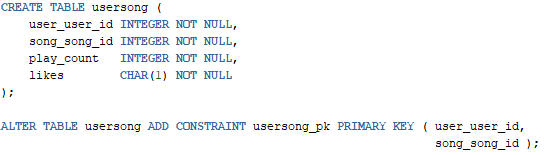 CREATE TABLE usersong (
    user_user_id INTEGER NOT NULL,
    song_song_id INTEGER NOT NULL,
    play_count   INTEGER NOT NULL,
    likes        CHAR(1) NOT NULL
);

ALTER TABLE usersong ADD CONSTRAINT usersong_pk PRIMARY KEY ( user_user_id,
                                                              song_song_id );